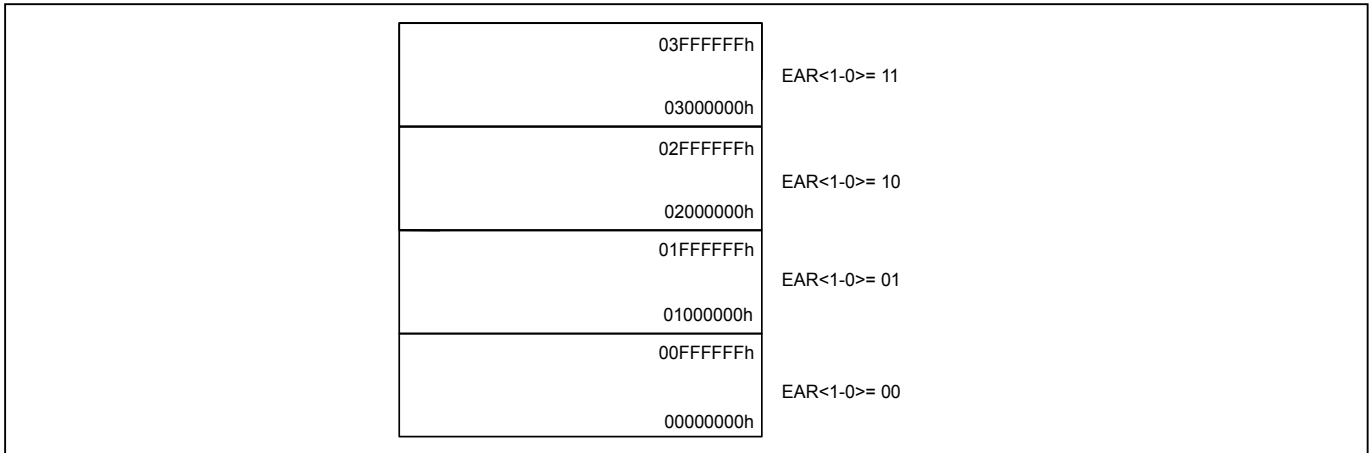 03FFFFFFh
EAR<1-0>= 11
03000000h
02FFFFFFh
EAR<1-0>= 10
02000000h
01FFFFFFh
EAR<1-0>= 01
01000000h
00FFFFFFh
EAR<1-0>= 00
00000000h